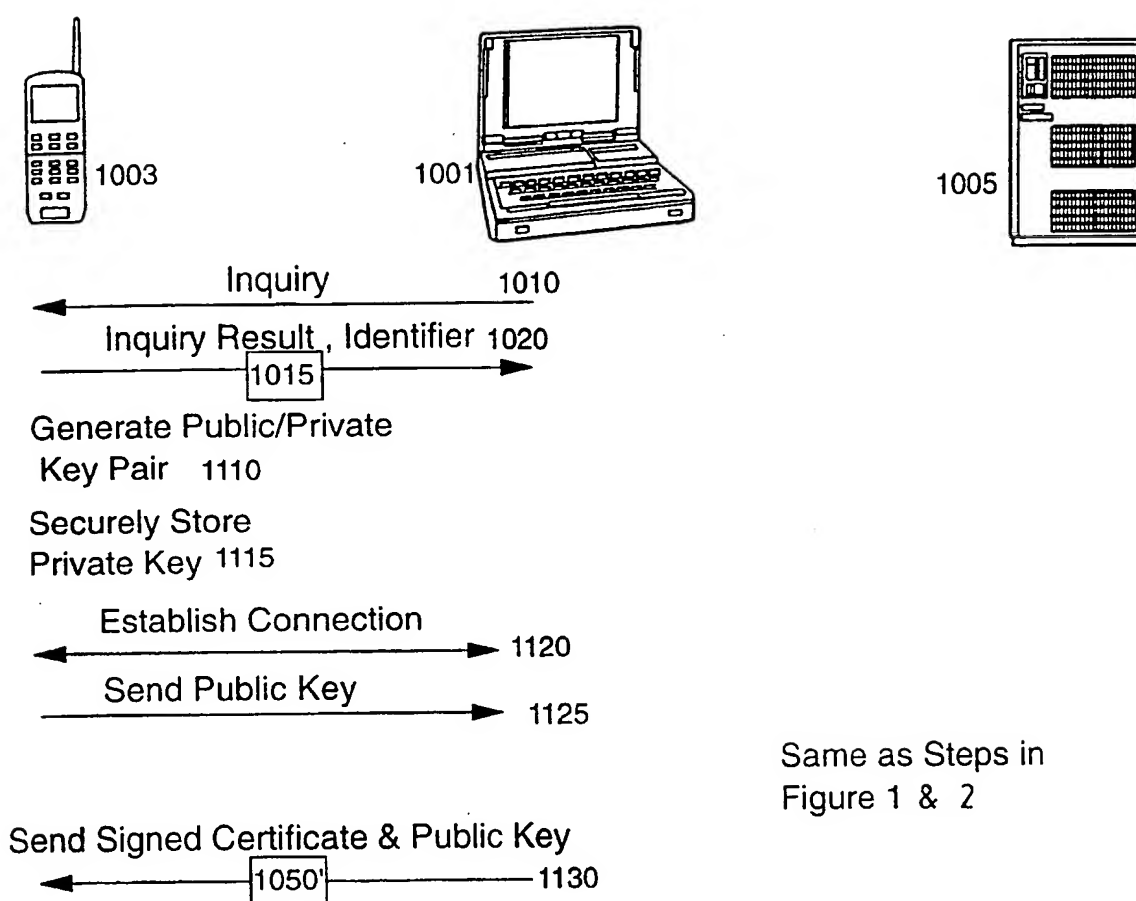 1003
1001
1005
Inquiry 1010
Inquiry Result , Identifier 1020
1015
Generate Public/Private
Key Pair 1110
Securely Store
Private Key 1115
Establish Connection
1120
Send Public Key
1125
Same as Steps in
Figure 1 & 2
Send Signed Certificate & Public Key
1050'
1130